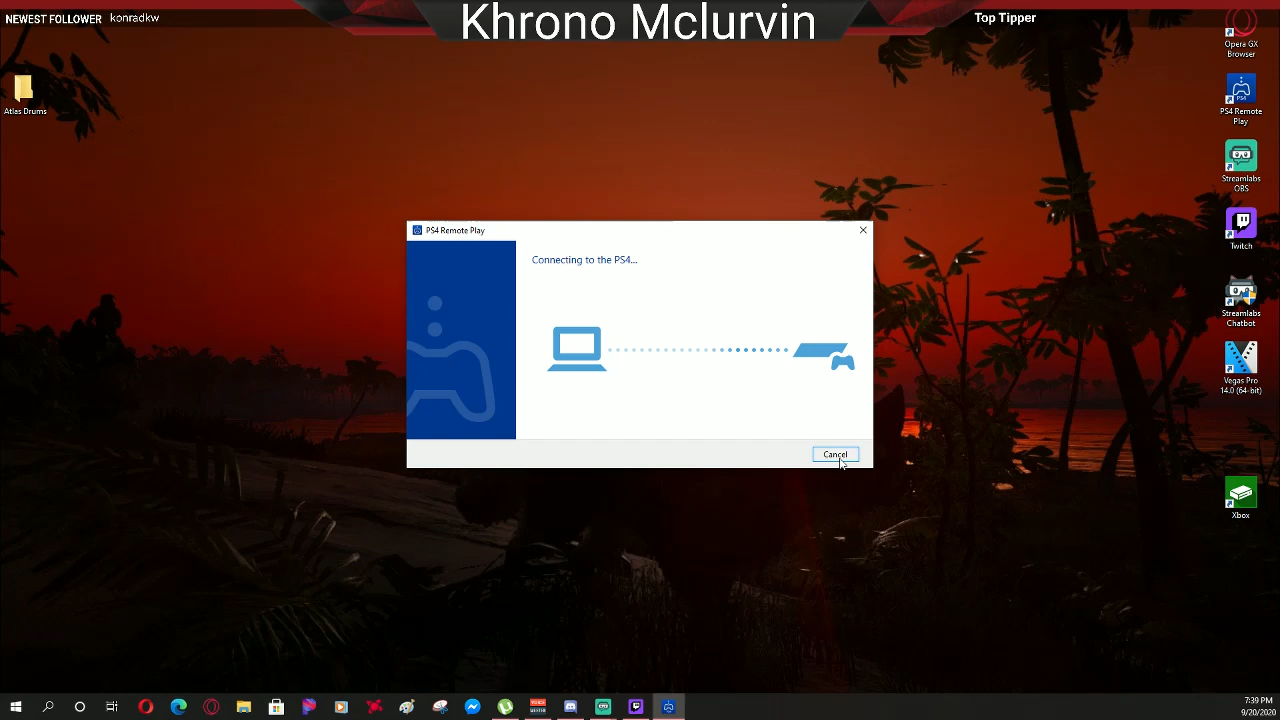 NEWEST FOLLOWER konradkw
Khrono Mclurvin
Top Tipper
Opera GX
Browser
Atlas Drums
PS4
PS4 Remote
Play
Streamlabs
OBS
Twitch
Streamlabs
Chatbot
Vegas Pro
14.0 (64-bit)
Xbox
PS4 Remote Play
Connecting to the PS4...
Cancel
VOICE
7:39 PM
9/20/2020